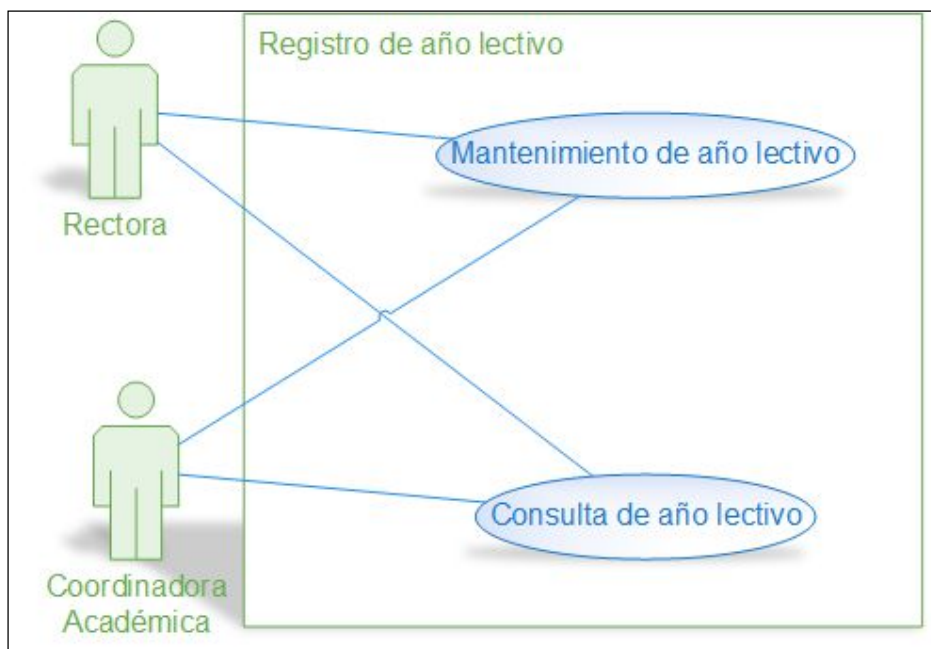 Registro de año lectivo
Mantenimiento de año lectivo
Rectora
Consulta de año lectivo
Coordinadora
Académica